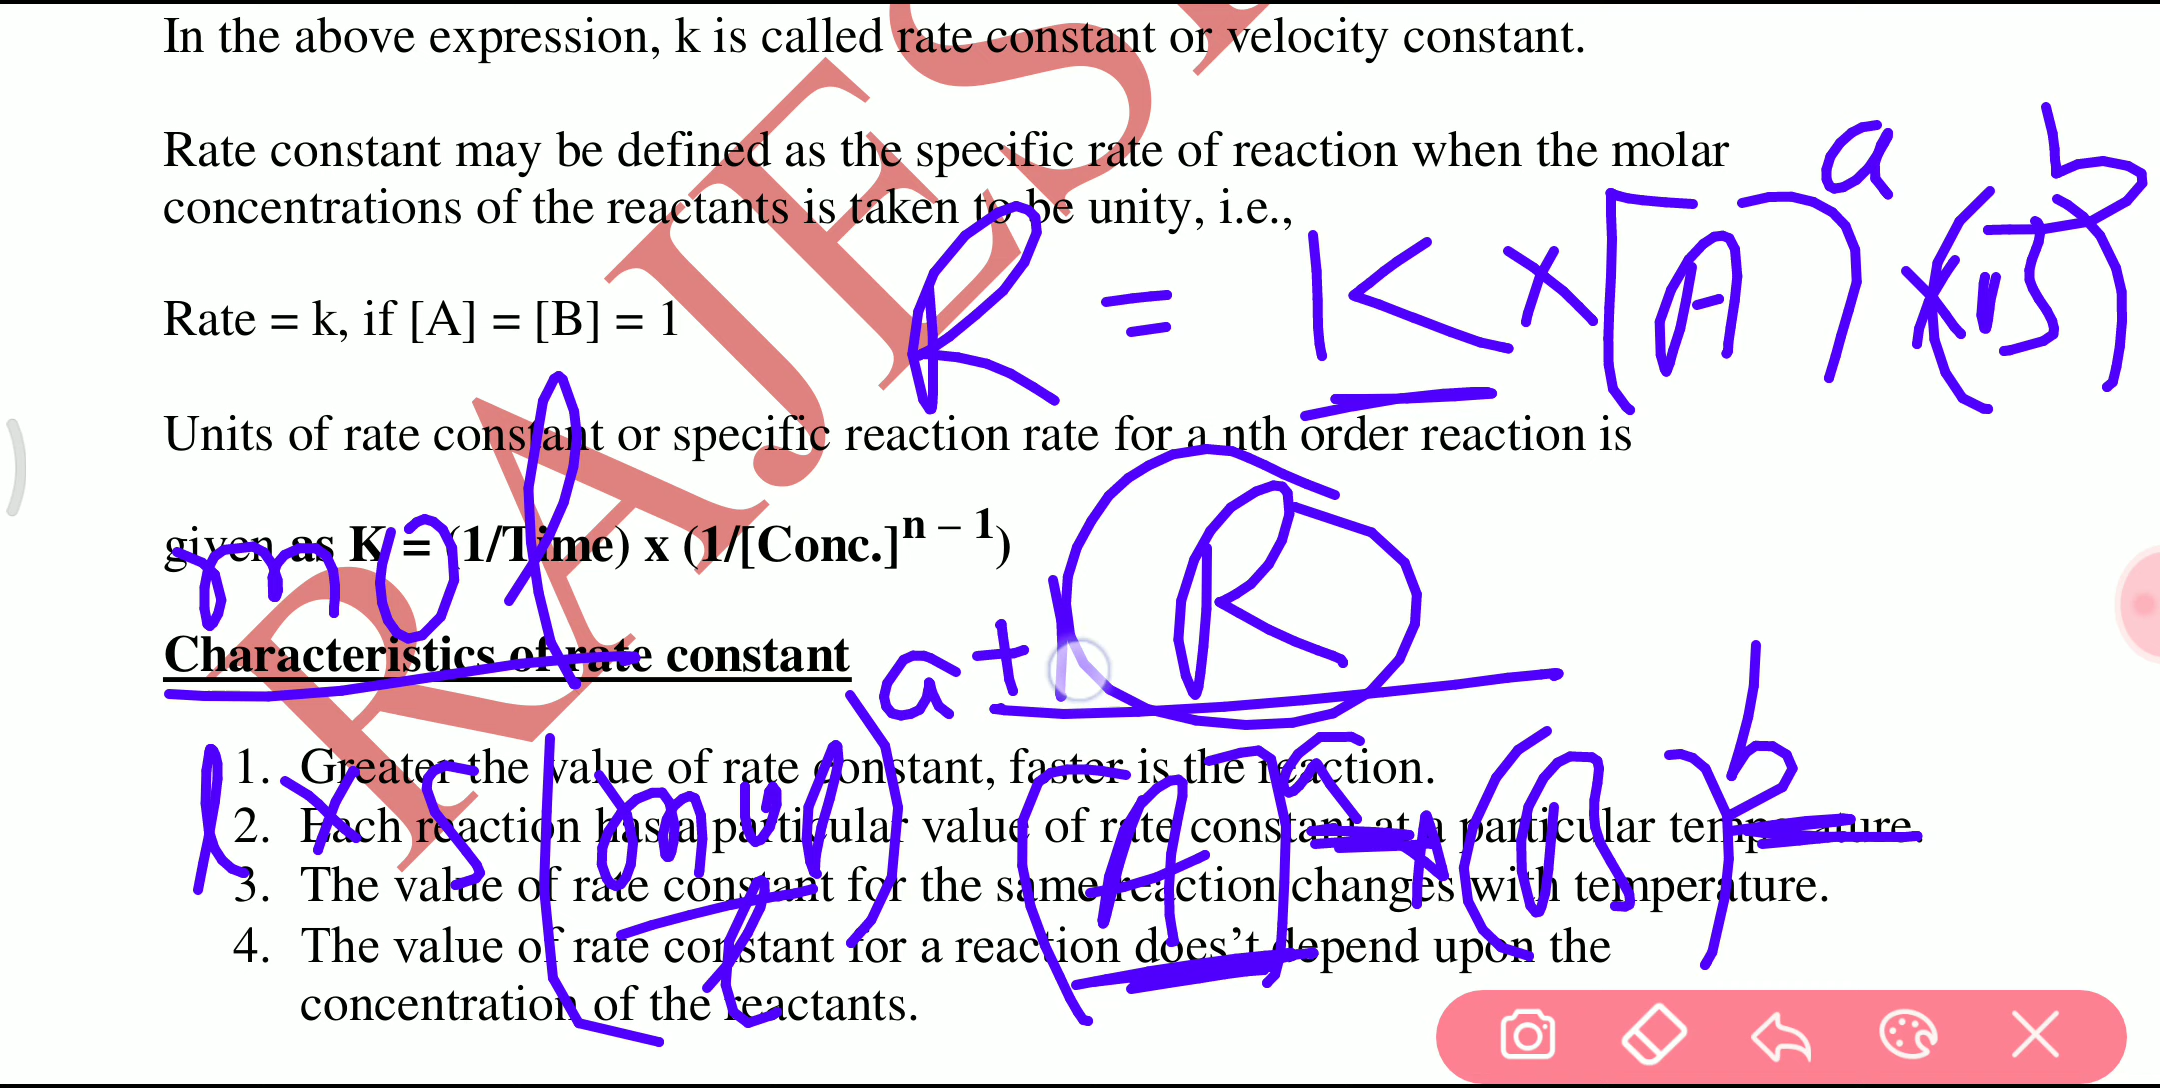 In the above expression, k is called rate constant or velocity constant.
Rate constant may be defined as the specific rate of reaction when the molar
concentrations of the reactants is taken to be unity, i.e.,
Rate = k, if [A] = [B] = 1
R = K × [A)^a × (B)^b
Units of rate constant or specific reaction rate for a nth order reaction is
given as K = (1/Time) x (1/[Conc.]^n – 1)
mol
R
Characteristics of rate constant
a+
l × s
(mol/l)
(A]^a × (B)^b
1. Greater the value of rate constant, faster is the reaction.
2. Each reaction has a particular value of rate constant at a particular temperature.
3. The value of rate constant for the same reaction changes with temperature.
4. The value of rate constant for a reaction does't depend upon the
concentration of the reactants.
RAJES